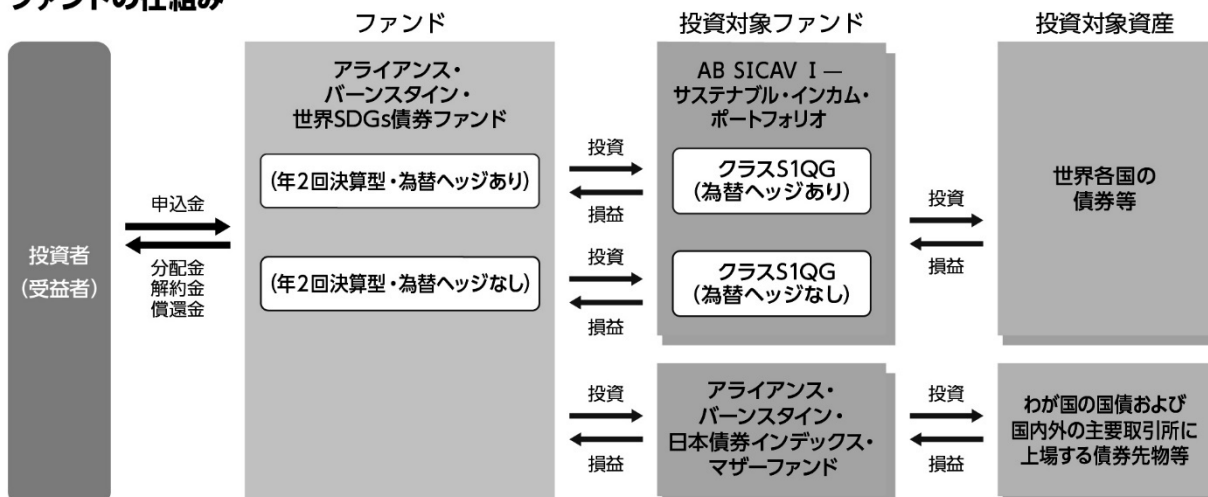 ファンドの仕組み
ファンド
投資対象ファンド
投資対象資産
投資者
(受益者)
申込金
分配金
解約金
償還金
アライアンス・
バーンスタイン・
世界SDGs債券ファンド
(年2回決算型・為替ヘッジあり)
(年2回決算型・為替ヘッジなし)
投資
損益
投資
損益
投資
損益
AB SICAV I —
サステナブル・インカム・
ポートフォリオ
クラスS1QG
(為替ヘッジあり)
クラスS1QG
(為替ヘッジなし)
アライアンス・
バーンスタイン・
日本債券インデックス・
マザーファンド
投資
損益
投資
損益
世界各国の
債券等
わが国の国債および
国内外の主要取引所に
上場する債券先物等